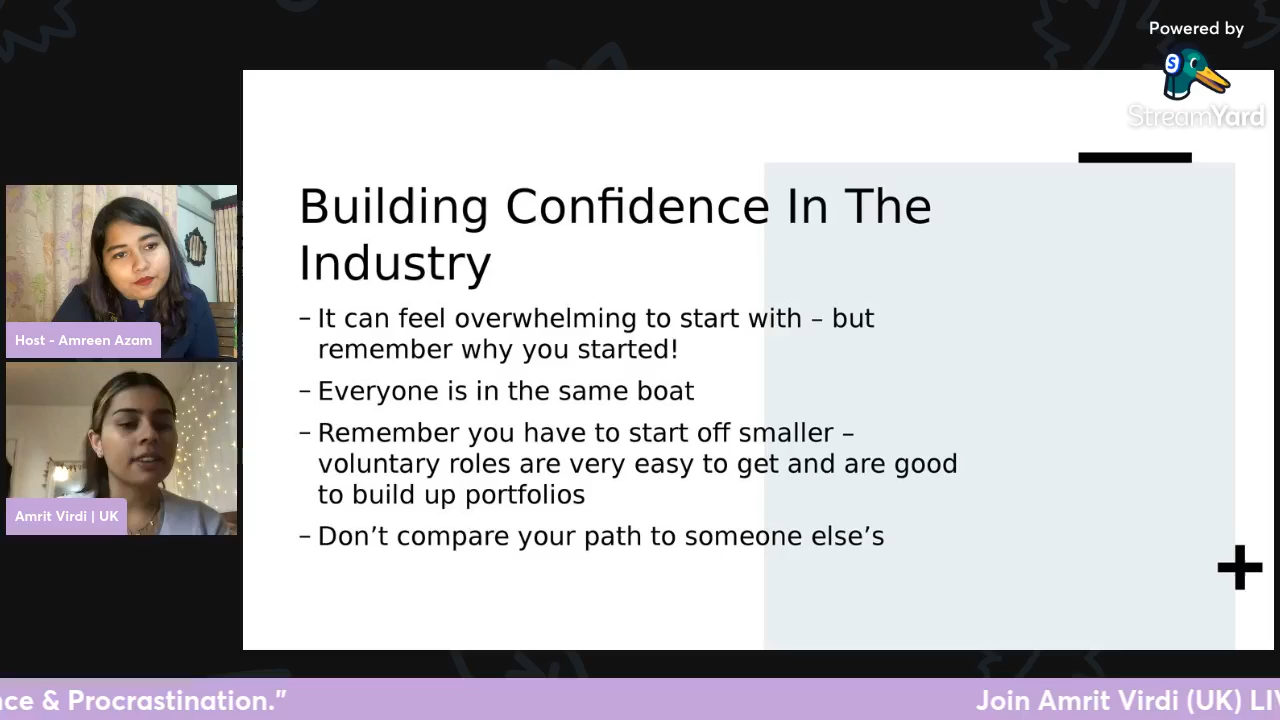 Powered by
StreamYard
Building Confidence In The
Industry
– It can feel overwhelming to start with – but
remember why you started!
– Everyone is in the same boat
– Remember you have to start off smaller –
voluntary roles are very easy to get and are good
to build up portfolios
– Don’t compare your path to someone else’s
Host - Amreen Azam
Amrit Virdi | UK
nce & Procrastination.”
Join Amrit Virdi (UK) LIV